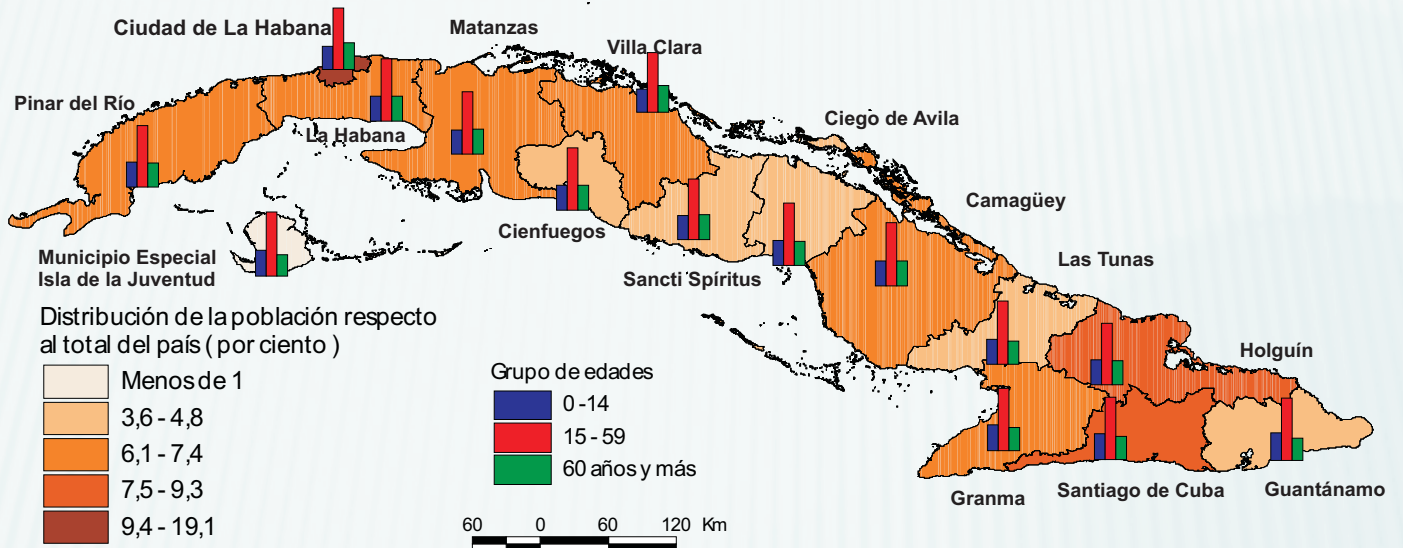 Ciudad de La Habana
Matanzas
Villa Clara
Pinar del Río
La Habana
Ciego de Avila
Camagüey
Cienfuegos
Municipio Especial
Isla de la Juventud
Sancti Spíritus
Las Tunas
Holguín
Granma
Santiago de Cuba
Guantánamo
Distribución de la población respecto
al total del país ( por ciento )
Menos de 1
3,6 - 4,8
6,1 - 7,4
7,5 - 9,3
9,4 - 19,1
Grupo de edades
0 -14
15 - 59
60 años y más
60 0 60 120 Km